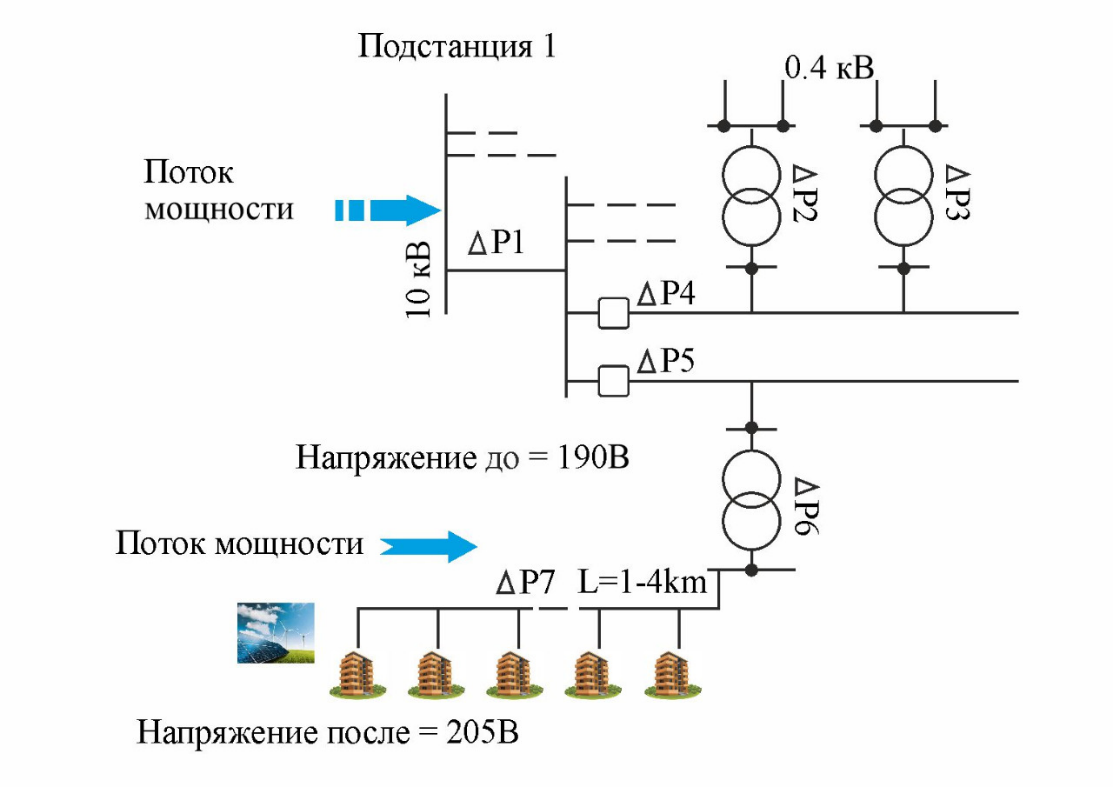 Подстанция 1
0.4 кВ
Поток
мощности
10 кВ
ΔP1
ΔP2
ΔP3
ΔP4
ΔP5
Напряжение до = 190В
ΔP6
Поток мощности
ΔP7
L=1-4km
Напряжение после = 205В